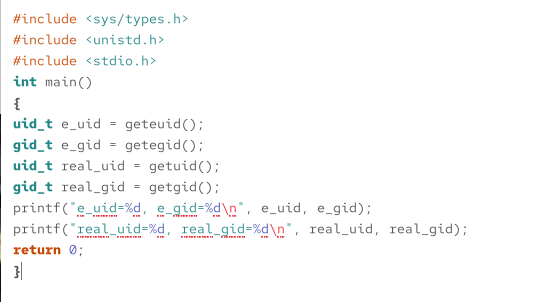 #include <sys/types.h>
#include <unistd.h>
#include <stdio.h>
int main()
{
uid_t e_uid = geteuid();
gid_t e_gid = getegid();
uid_t real_uid = getuid();
gid_t real_gid = getgid();
printf("e_uid=%d, e_gid=%d\n", e_uid, e_gid);
printf("real_uid=%d, real_gid=%d\n", real_uid, real_gid);
return 0;
}